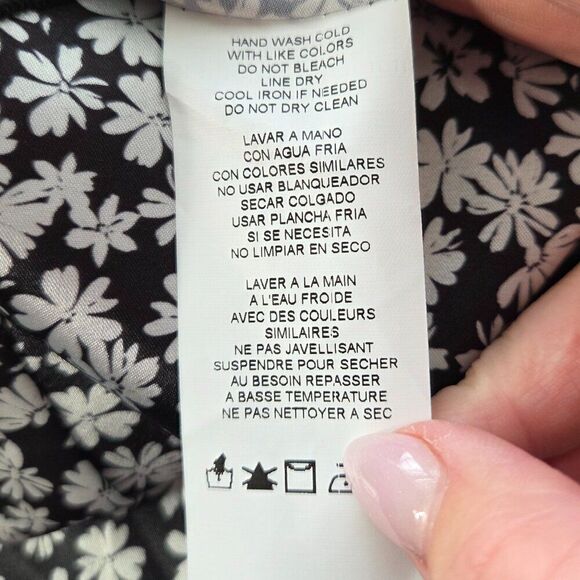 HAND WASH COLD
WITH LIKE COLORS
DO NOT BLEACH
LINE DRY
COOL IRON IF NEEDED
DO NOT DRY CLEAN
LAVAR A MANO
CON AGUA FRIA
CON COLORES SIMILARES
NO USAR BLANQUEADOR
SECAR COLGADO
USAR PLANCHA FRIA
SI SE NECESITA
NO LIMPIAR EN SECO
LAVER A LA MAIN
A L'EAU FROIDE
AVEC DES COULEURS
SIMILAIRES
NE PAS JAVELLISANT
SUSPENDRE POUR SECHER
AU BESOIN REPASSER
A BASSE TEMPERATURE
NE PAS NETTOYER A SEC